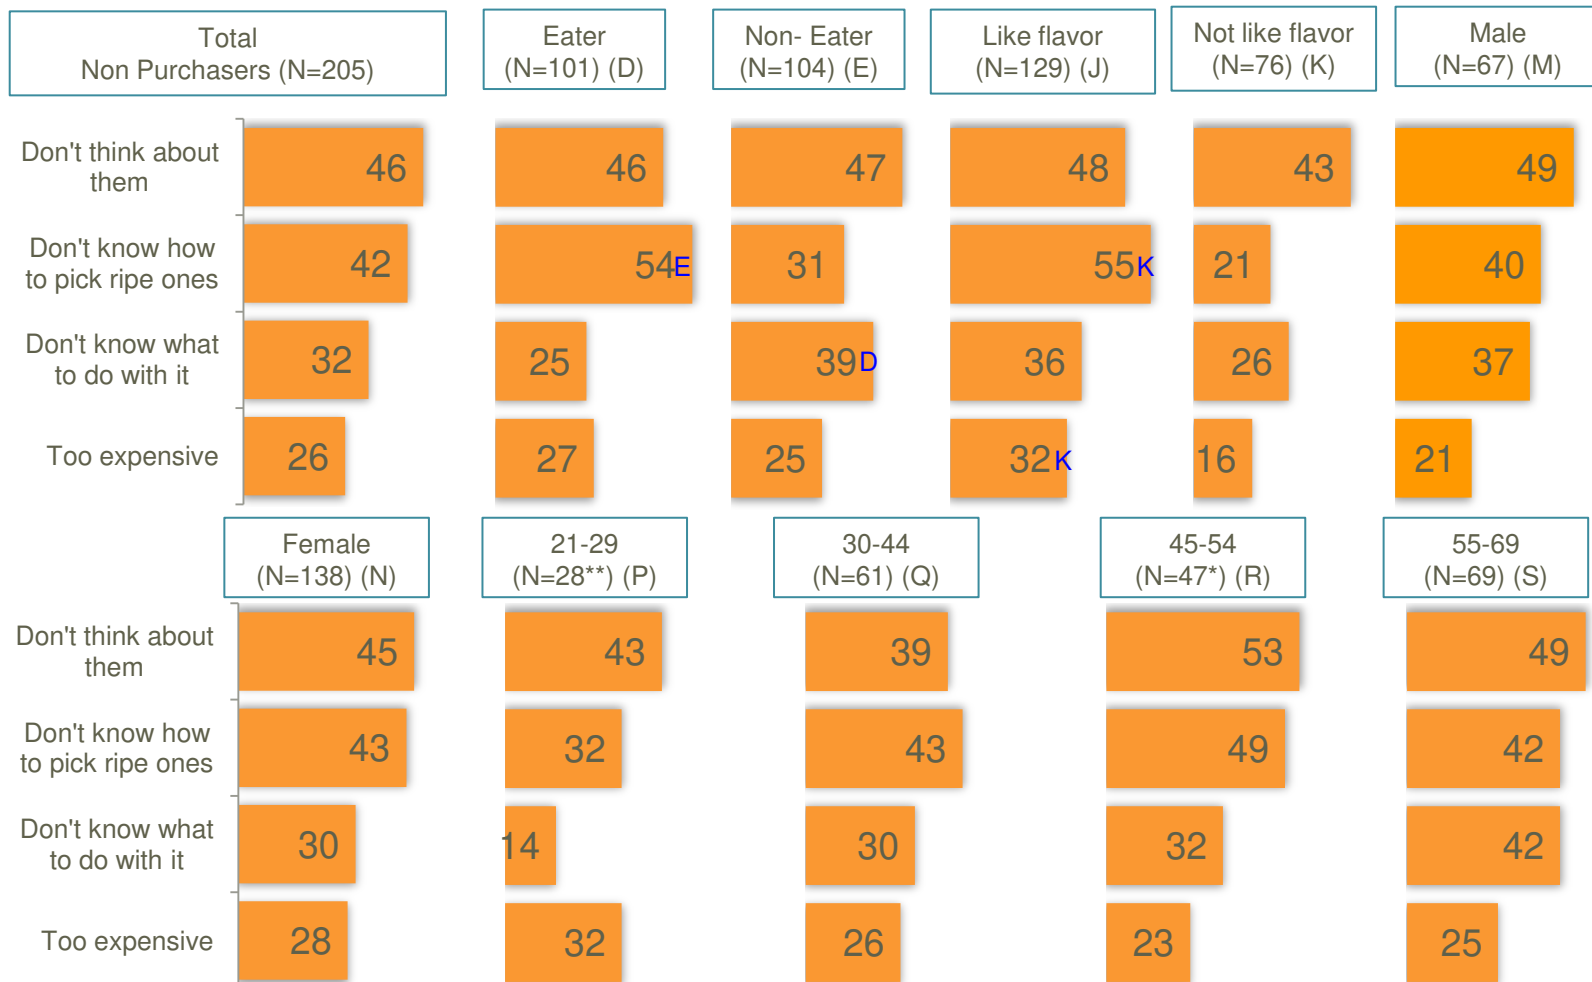 Total
Non Purchasers (N=205)
Eater
(N=101) (D)
Non- Eater
(N=104) (E)
Like flavor
(N=129) (J)
Not like flavor
(N=76) (K)
Male
(N=67) (M)
Don't think about
them
46
46
47
48
43
49
Don't know how
to pick ripe ones
42
54E
31
55K
21
40
Don't know what
to do with it
32
25
39D
36
26
37
Too expensive
26
27
25
32K
16
21
Female
(N=138) (N)
21-29
(N=28**) (P)
30-44
(N=61) (Q)
45-54
(N=47*) (R)
55-69
(N=69) (S)
Don't think about
them
45
43
39
53
49
Don't know how
to pick ripe ones
43
32
43
49
42
Don't know what
to do with it
30
14
30
32
42
Too expensive
28
32
26
23
25